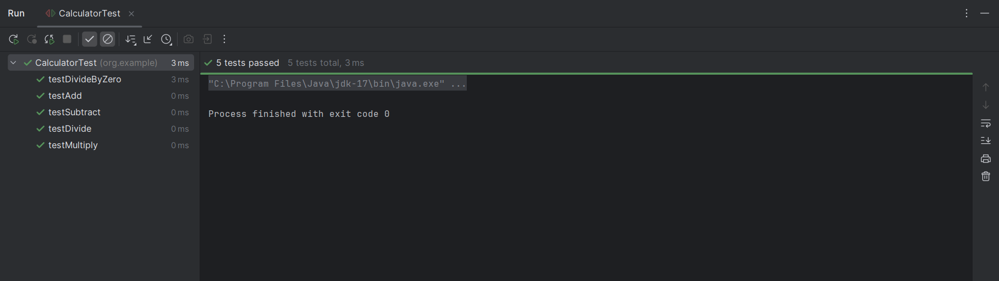 Run CalculatorTest
CalculatorTest (org.example) 3 ms
testDivideByZero 3 ms
testAdd 0 ms
testSubtract 0 ms
testDivide 0 ms
testMultiply 0 ms
5 tests passed 5 tests total, 3 ms
"C:\Program Files\Java\jdk-17\bin\java.exe" ...
Process finished with exit code 0